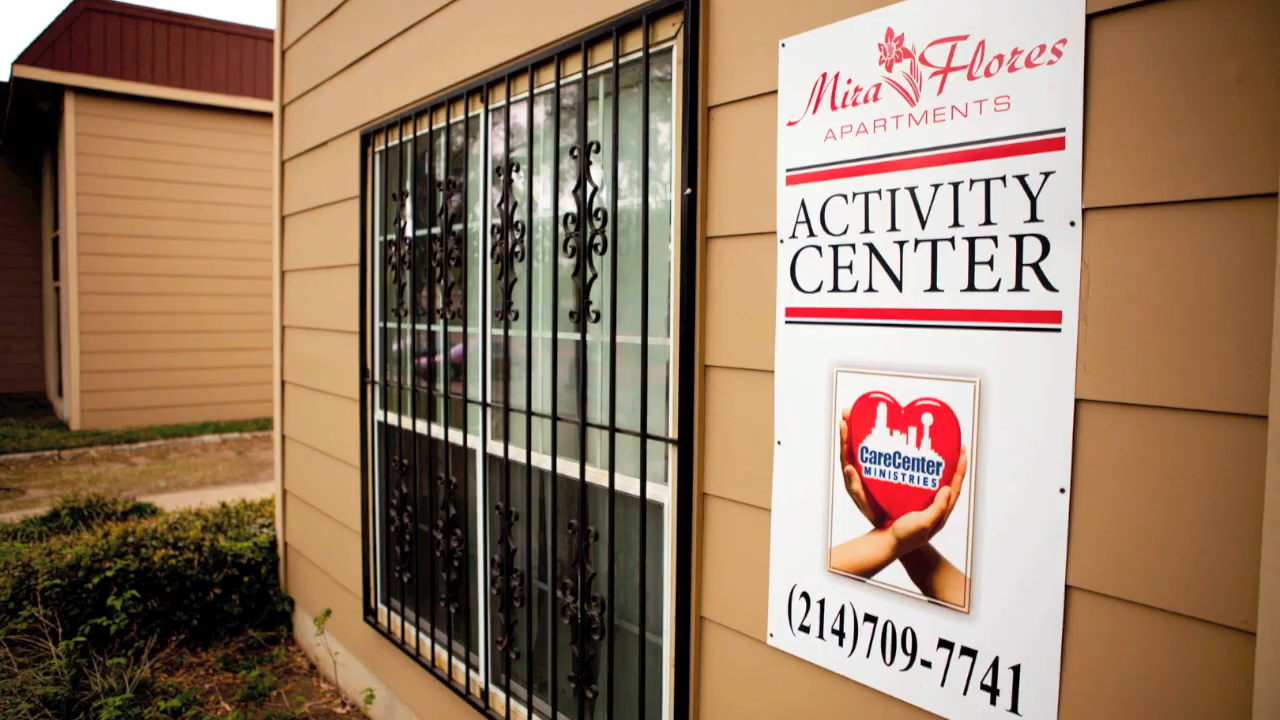 Mira Flores
APARTMENTS
ACTIVITY
CENTER
CareCenter
MINISTRIES
(214)709-7741